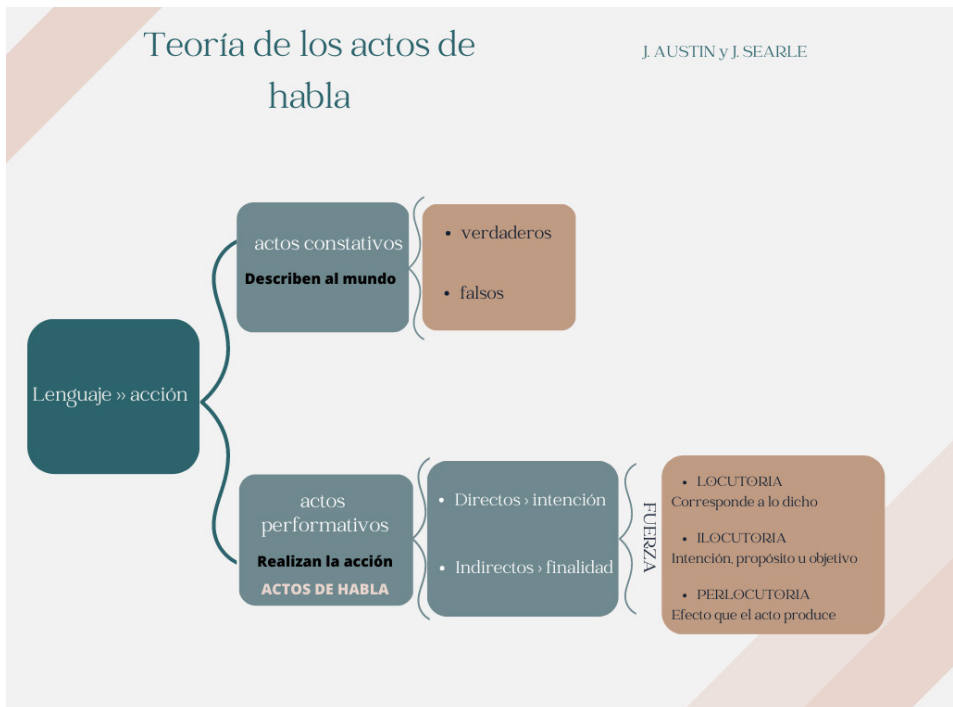 Teoría de los actos de
habla
J. AUSTIN y J. SEARLE
actos constativos
Describen al mundo
• verdaderos
• falsos
Lenguaje » acción
actos
performativos
Realizan la acción
ACTOS DE HABLA
• Directos › intención
• Indirectos › finalidad
FUERZA
• LOCUTORIA
Corresponde a lo dicho
• ILOCUTORIA
Intención, propósito u objetivo
• PERLOCUTORIA
Efecto que el acto produce